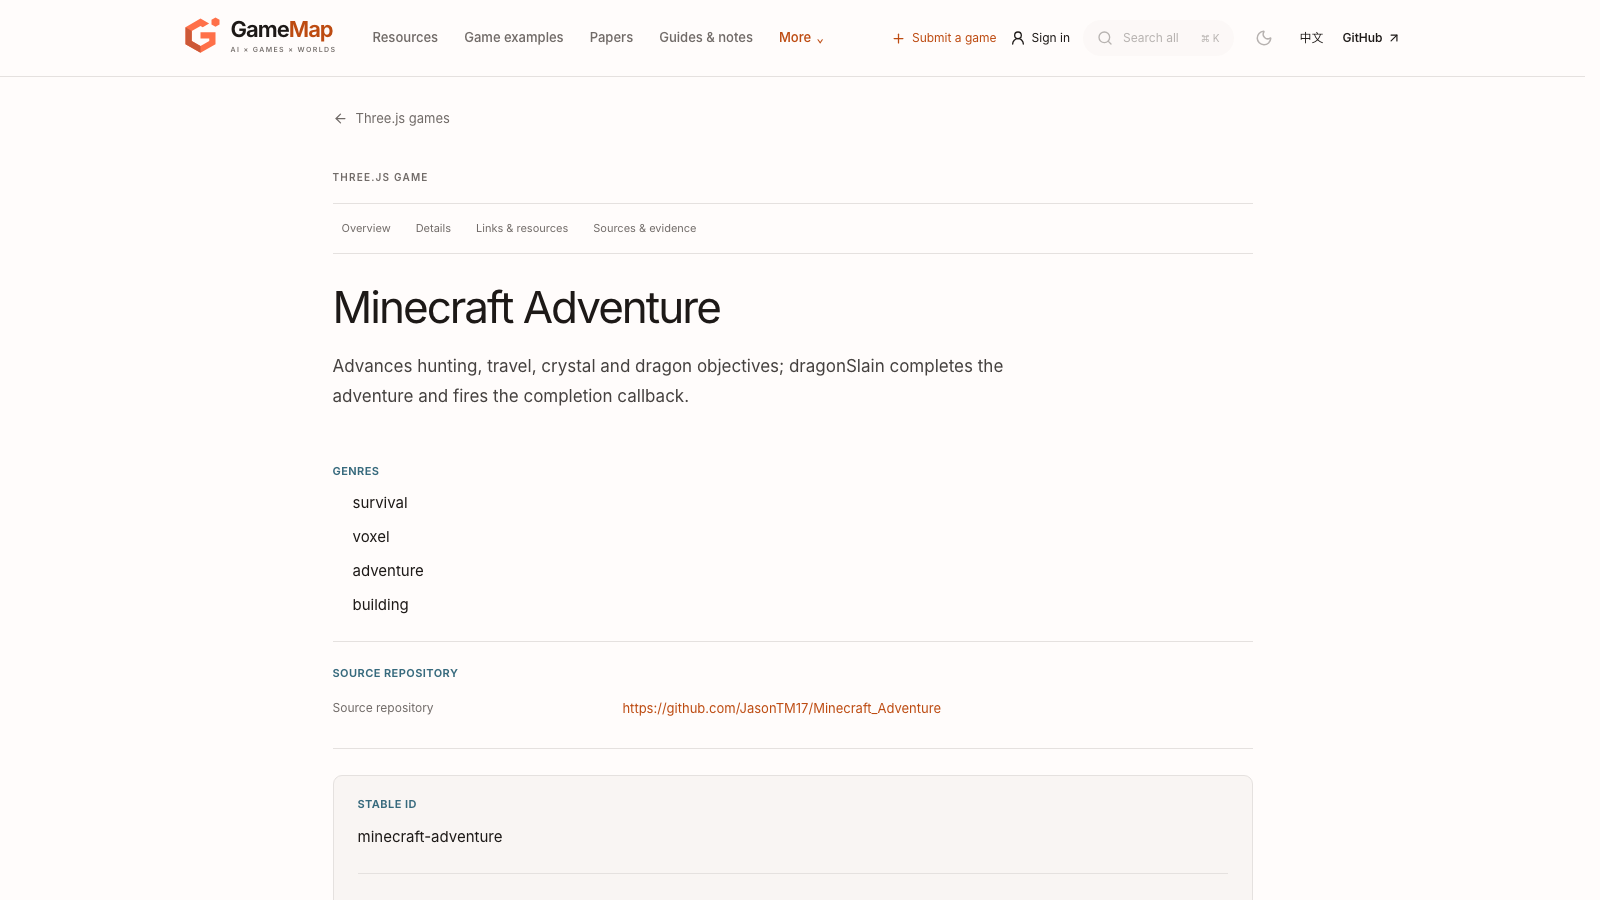 GameMap
AI × GAMES × WORLDS
Resources
Game examples
Papers
Guides & notes
More
Submit a game
Sign in
Search all
⌘ K
中文
GitHub ↗
← Three.js games
THREE.JS GAME
Overview
Details
Links & resources
Sources & evidence
Minecraft Adventure
Advances hunting, travel, crystal and dragon objectives; dragonSlain completes the
adventure and fires the completion callback.
GENRES
survival
voxel
adventure
building
SOURCE REPOSITORY
Source repository
https://github.com/JasonTM17/Minecraft_Adventure
STABLE ID
minecraft-adventure